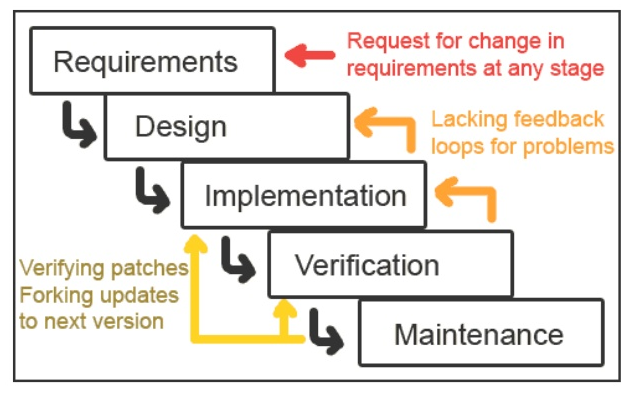 Requirements
Request for change in
requirements at any stage
Design
Lacking feedback
loops for problems
Implementation
Verification
Verifying patches
Forking updates
to next version
Maintenance